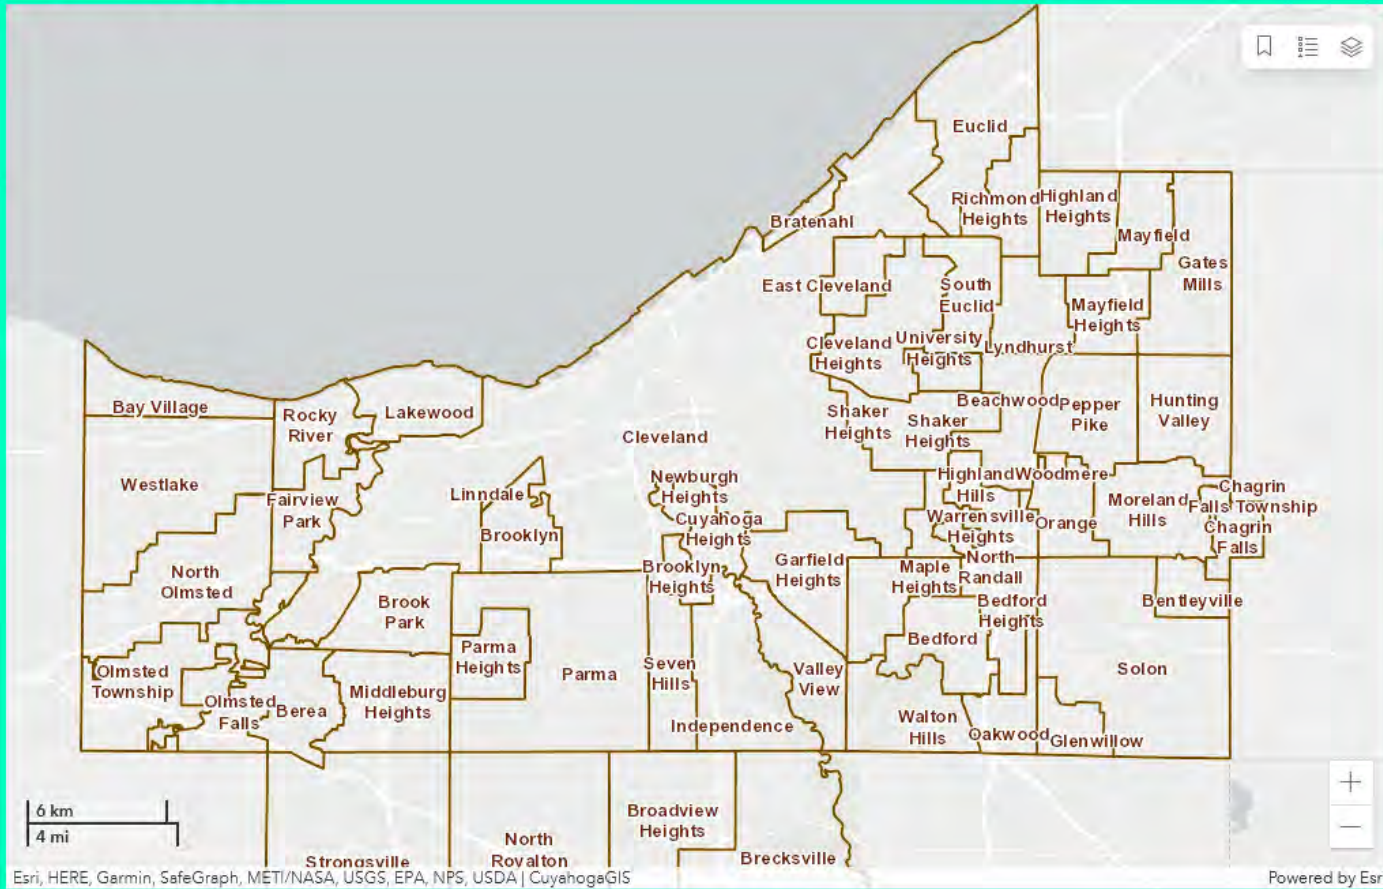 Euclid
Richmond
Heights
Highland
Heights
Bratenahl
Mayfield
Gates
Mills
East Cleveland
South
Euclid
Mayfield
Heights
Cleveland
Heights
University
Heights
Lyndhurst
Bay Village
Rocky
River
Lakewood
Cleveland
Shaker
Heights
Shaker
Heights
Beachwood
Pepper
Pike
Hunting
Valley
Westlake
Fairview
Park
Linndale
Newburgh
Heights
Highland
Hills
Woodmere
Chagrin
Falls Township
Moreland
Hills
Chagrin
Falls
Brooklyn
Cuyahoga
Heights
Warrensville
Heights
Orange
North
Olmsted
Brooklyn
Heights
Garfield
Heights
Maple
Heights
North
Randall
Brook
Park
Bedford
Heights
Bentleyville
Olmsted
Township
Parma
Heights
Parma
Seven
Hills
Valley
View
Bedford
Solon
Olmsted
Falls
Berea
Middleburg
Heights
Independence
Walton
Hills
Oakwood
Glenwillow
6 km
4 mi
Broadview
Heights
Strongsville
North
Royalton
Brecksville
Esri, HERE, Garmin, SafeGraph, METI/NASA, USGS, EPA, NPS, USDA | CuyahogaGIS
Powered by Esr